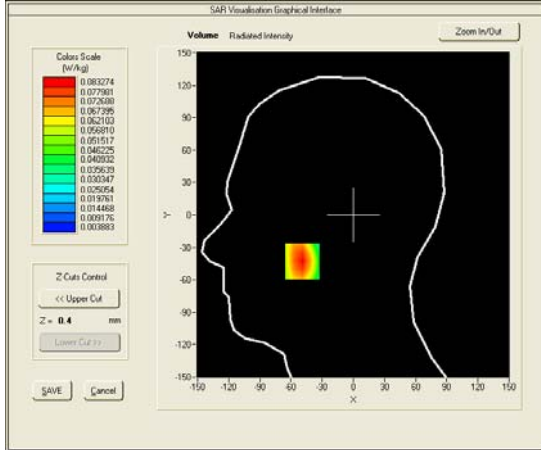 SAR Visualisation Graphical Interface
Volume Radiated Intensity
Zoom In/Out
Colors Scale
(W/kg)
0.083274
0.077981
0.072688
0.067395
0.062103
0.056810
0.051517
0.046225
0.040932
0.035639
0.030347
0.025054
0.019761
0.014468
0.009176
0.003883
Z-Cuts Control
<< Upper Cut
Z = 0.4 mm
Lower Cut >>
SAVE Cancel
150
120
90
60
30
0
-30
-60
-90
-120
-150
Y
-150 -120 -90 -60 -30 0 30 60 90 120 150
X